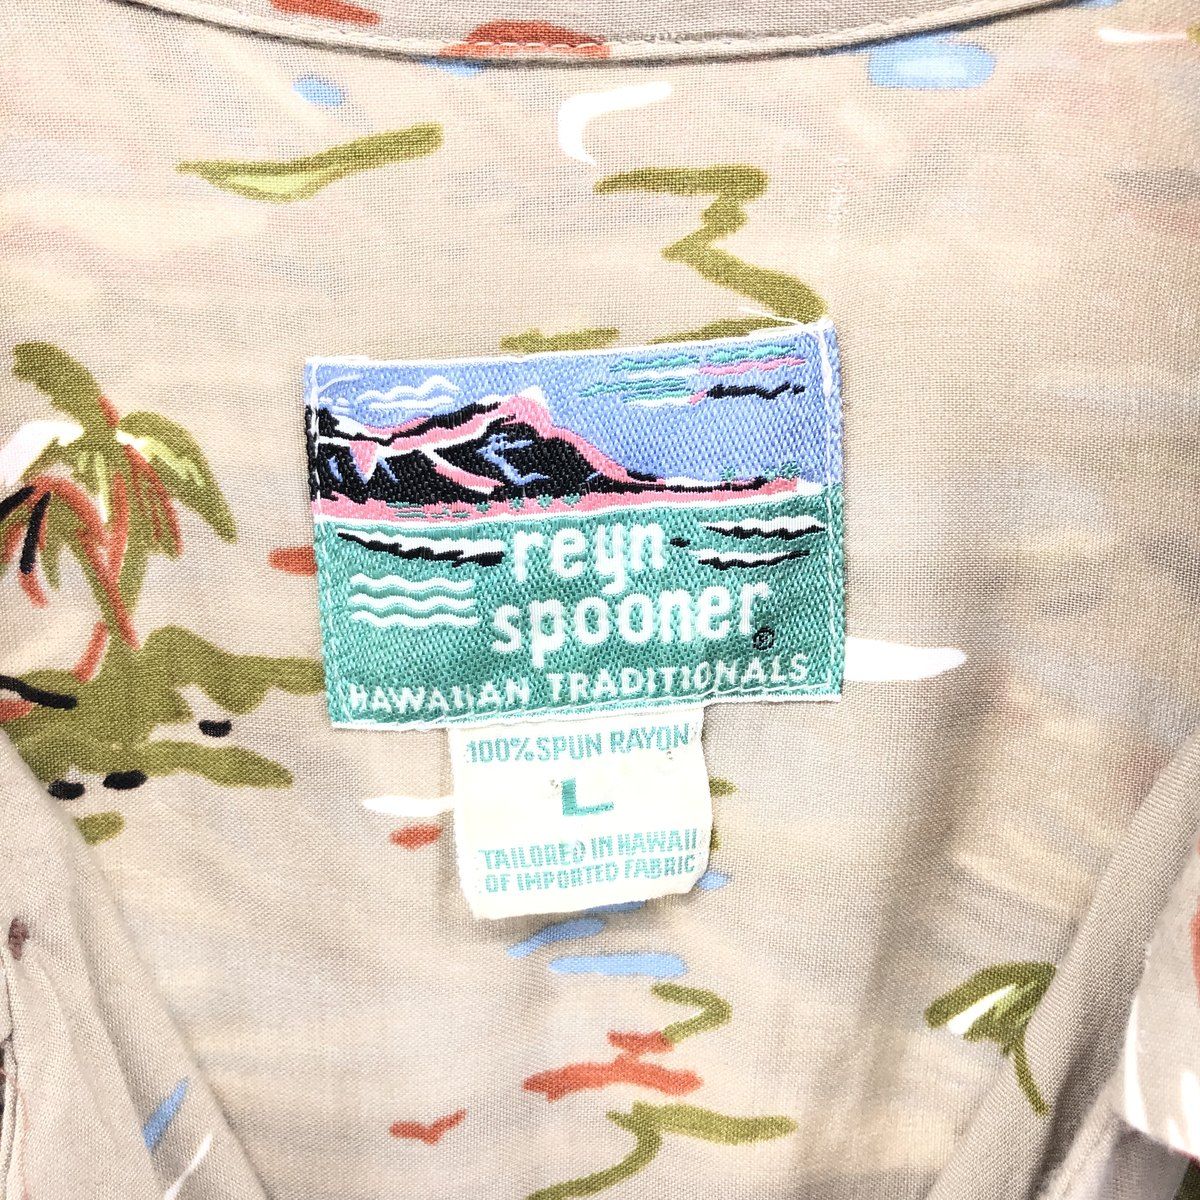 reyn
spooner®
HAWAIIAN TRADITIONALS
100% SPUN RAYON
L
TAILORED IN HAWAII
OF IMPORTED FABRIC